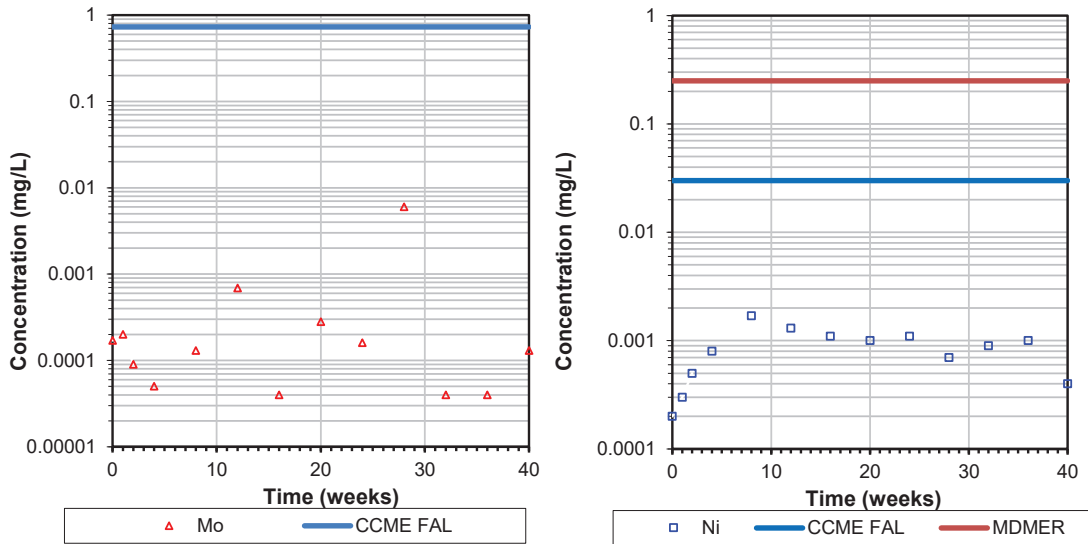 Concentration (mg/L)
1
0.1
0.01
0.001
0.0001
0.00001
0 10 20 30 40
Time (weeks)
Mo CCME FAL
Concentration (mg/L)
1
0.1
0.01
0.001
0.0001
0 10 20 30 40
Time (weeks)
Ni CCME FAL MDMER